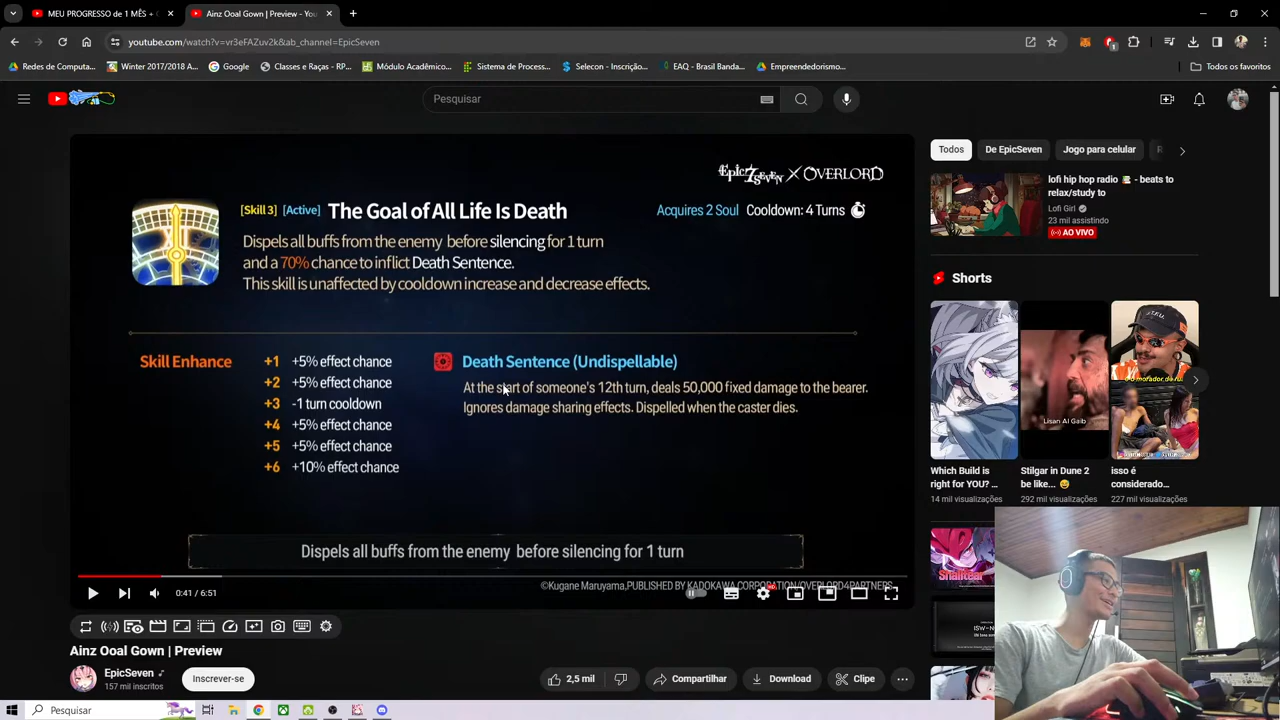 MEU PROGRESSO de 1 MÊS +
Ainz Ooal Gown | Preview - You
youtube.com/watch?v=vr3eFAZuv2k&ab_channel=EpicSeven
Redes de Computa...
Winter 2017/2018 A...
Google
Classes e Raças - RP...
Módulo Acadêmico...
Sistema de Process...
Selecon - Inscrição...
EAQ - Brasil Banda...
Empreendedorismo...
Todos os favoritos
Pesquisar
EPIC SEVEN X OVERLORD
[Skill 3] [Active] The Goal of All Life Is Death
Acquires 2 Soul Cooldown: 4 Turns
Dispels all buffs from the enemy before silencing for 1 turn
and a 70% chance to inflict Death Sentence.
This skill is unaffected by cooldown increase and decrease effects.
Skill Enhance
+1 +5% effect chance
+2 +5% effect chance
+3 -1 turn cooldown
+4 +5% effect chance
+5 +5% effect chance
+6 +10% effect chance
Death Sentence (Undispellable)
At the start of someone's 12th turn, deals 50,000 fixed damage to the bearer.
Ignores damage sharing effects. Dispelled when the caster dies.
Dispels all buffs from the enemy before silencing for 1 turn
©Kugane Maruyama,PUBLISHED BY KADOKAWA CORPORATION/OVERLORD4PARTNERS
0:41 / 6:51
Ainz Ooal Gown | Preview
EpicSeven
157 mil inscritos
Inscrever-se
2,5 mil
Compartilhar
Download
Clipe
Todos
De EpicSeven
Jogo para celular
lofi hip hop radio - beats to
relax/study to
Lofi Girl
23 mil assistindo
AO VIVO
Shorts
Lisan Al Gaib
Which Build is
right for YOU? ...
14 mil visualizações
Stilgar in Dune 2
be like...
292 mil visualizações
isso é
considerado...
227 mil visualizações
Shalltear
Pesquisar